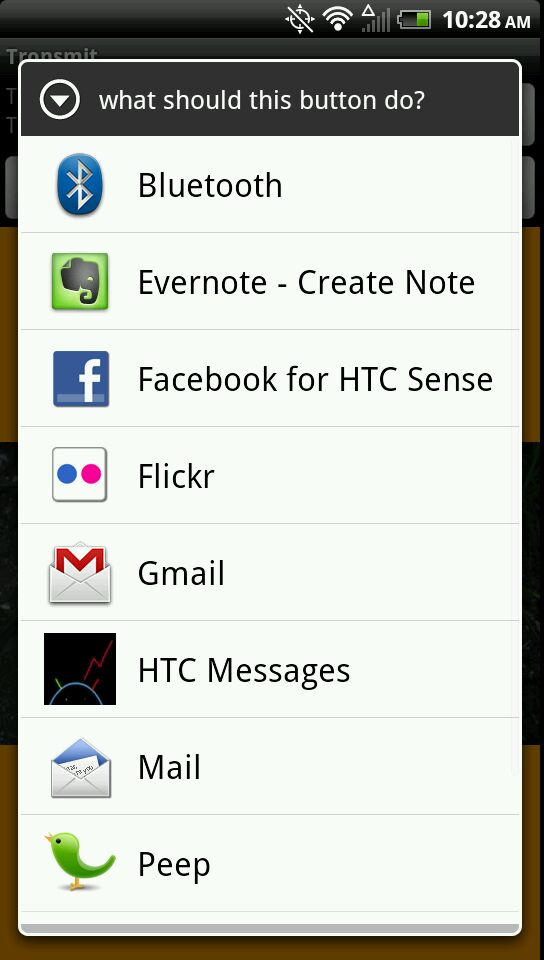 10:28 AM
Tronsmit
T
T
what should this button do?
Bluetooth
Evernote - Create Note
Facebook for HTC Sense
Flickr
Gmail
HTC Messages
Mail
Peep